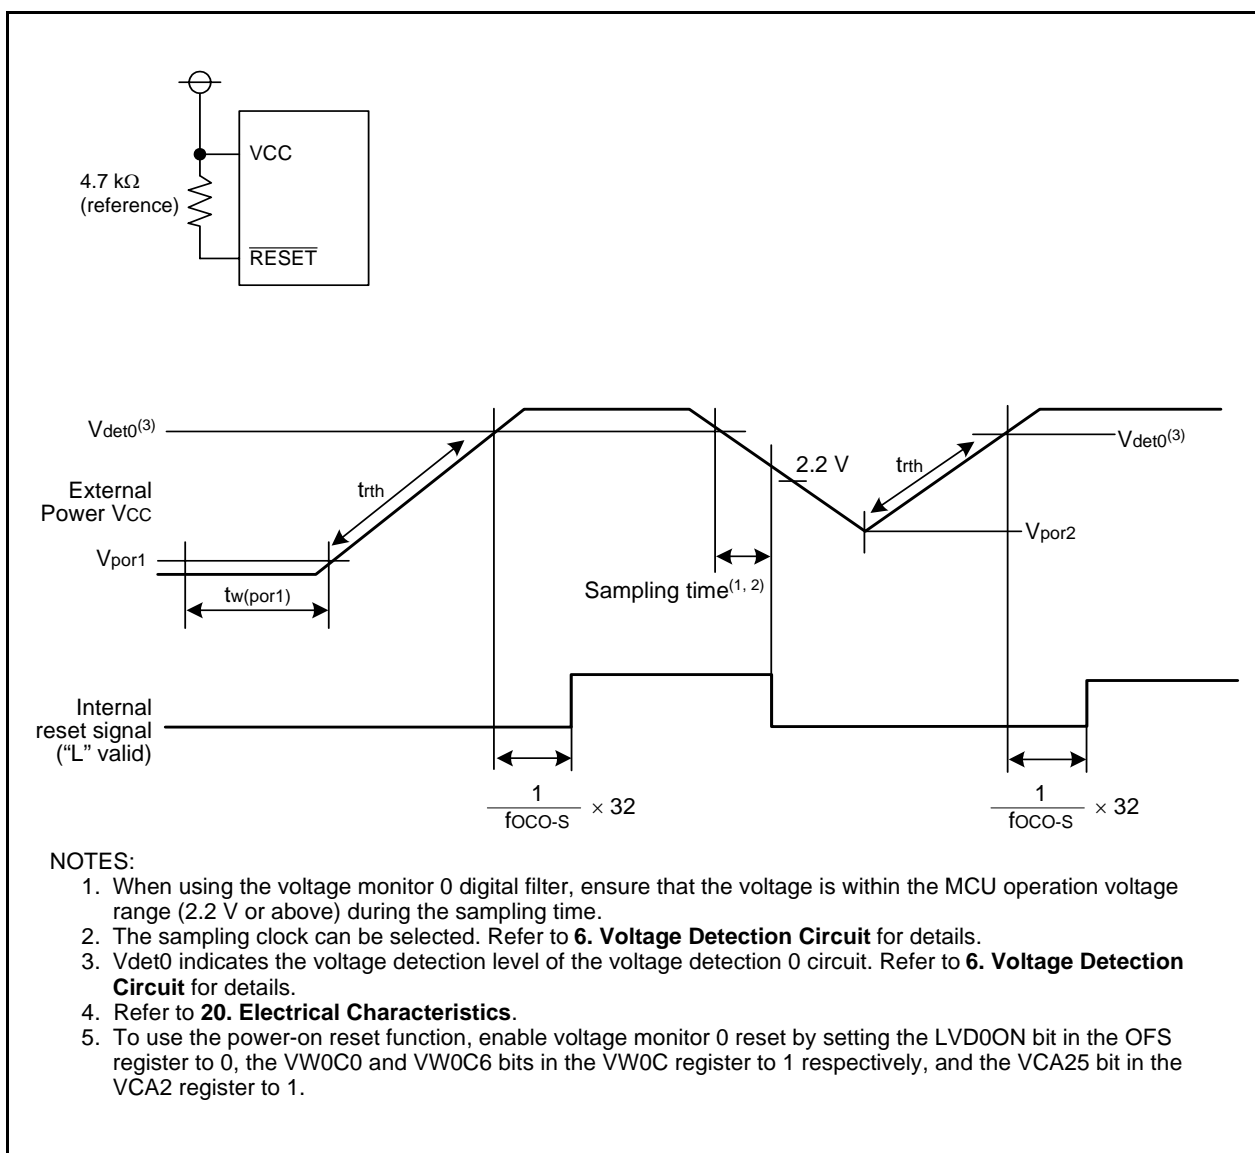 VCC
4.7 kΩ
(reference)
RESET
Vdet0(3)
2.2 V
Vdet0(3)
trth
trth
External
Power VCC
Vpor1
Vpor2
tw(por1)
Sampling time(1, 2)
Internal
reset signal
(“L” valid)
1
fOCO-S
× 32
1
fOCO-S
× 32
NOTES:
1. When using the voltage monitor 0 digital filter, ensure that the voltage is within the MCU operation voltage
range (2.2 V or above) during the sampling time.
2. The sampling clock can be selected. Refer to 6. Voltage Detection Circuit for details.
3. Vdet0 indicates the voltage detection level of the voltage detection 0 circuit. Refer to 6. Voltage Detection
Circuit for details.
4. Refer to 20. Electrical Characteristics.
5. To use the power-on reset function, enable voltage monitor 0 reset by setting the LVD0ON bit in the OFS
register to 0, the VW0C0 and VW0C6 bits in the VW0C register to 1 respectively, and the VCA25 bit in the
VCA2 register to 1.